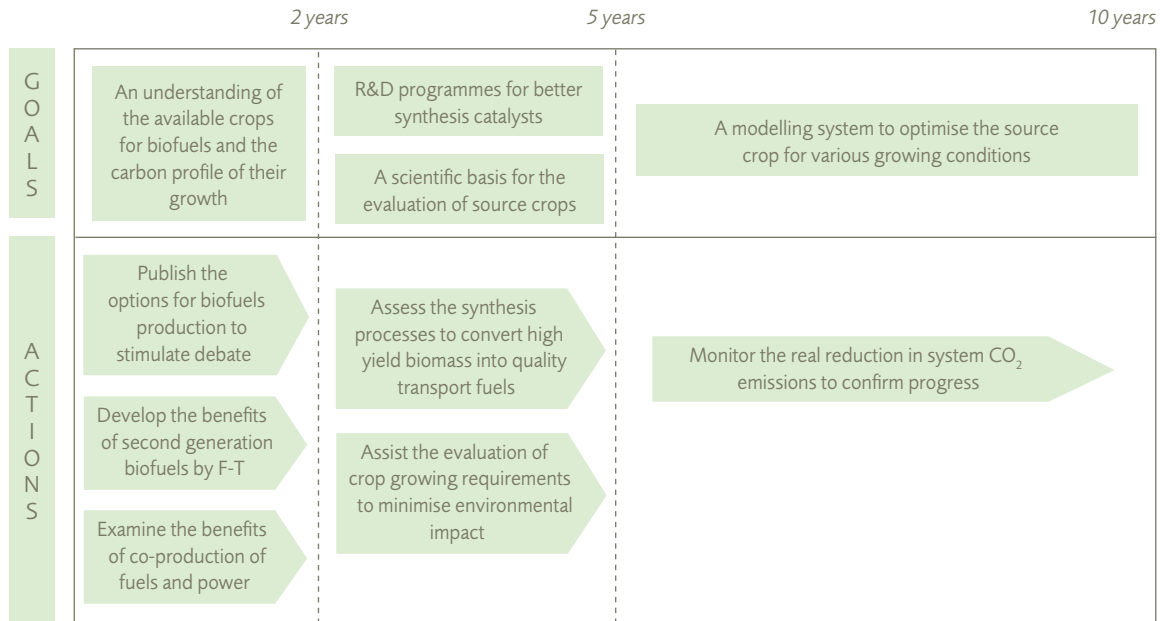 2 years
5 years
10 years
GOALS
An understanding of
the available crops
for biofuels and the
carbon profile of their
growth
R&D programmes for better
synthesis catalysts
A scientific basis for the
evaluation of source crops
A modelling system to optimise the source
crop for various growing conditions
ACTIONS
Publish the
options for biofuels
production to
stimulate debate
Develop the benefits
of second generation
biofuels by F-T
Examine the benefits
of co-production of
fuels and power
Assess the synthesis
processes to convert high
yield biomass into quality
transport fuels
Assist the evaluation of
crop growing requirements
to minimise environmental
impact
Monitor the real reduction in system CO₂
emissions to confirm progress